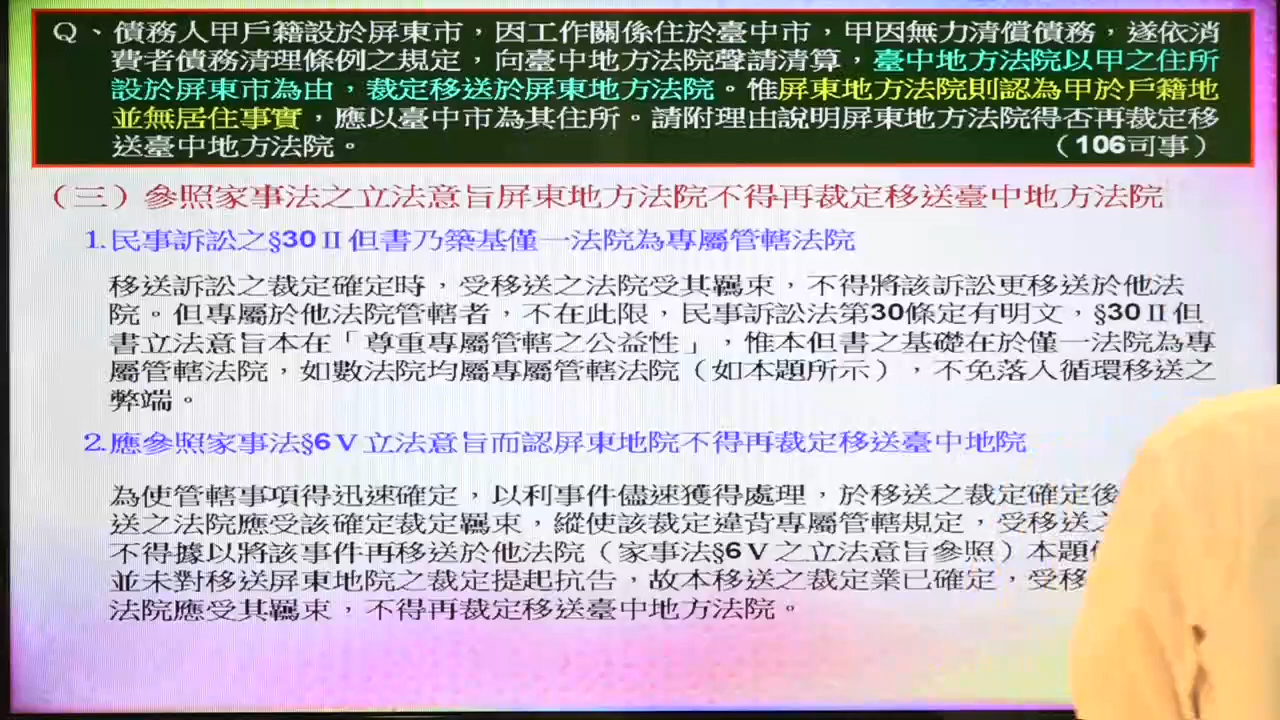 Q、債務人甲戶籍設於屏東市，因工作關係住於臺中市，甲因無力清償債務，遂依消
費者債務清理條例之規定，向臺中地方法院聲請清算，臺中地方法院以甲之住所
設於屏東市為由，裁定移送於屏東地方法院。惟屏東地方法院則認為甲於戶籍地
並無居住事實，應以臺中市為其住所。請附理由說明屏東地方法院得否再裁定移
送臺中地方法院。（106司事）
（三）參照家事法之立法意旨屏東地方法院不得再裁定移送臺中地方法院
1.民事訴訟之§30Ⅱ但書乃築基僅一法院為專屬管轄法院
移送訴訟之裁定確定時，受移送之法院受其羈束，不得將該訴訟更移送於他法
院。但專屬於他法院管轄者，不在此限，民事訴訟法第30條定有明文，§30Ⅱ但
書立法意旨本在「尊重專屬管轄之公益性」，惟本但書之基礎在於僅一法院為專
屬管轄法院，如數法院均屬專屬管轄法院（如本題所示），不免落入循環移送之
弊端。
2.應參照家事法§6Ⅴ立法意旨而認屏東地院不得再裁定移送臺中地院
為使管轄事項得迅速確定，以利事件儘速獲得處理，於移送之裁定確定後
送之法院應受該確定裁定羈束，縱使該裁定違背專屬管轄規定，受移送
不得據以將該事件再移送於他法院（家事法§6Ⅴ之立法意旨參照）本題
並未對移送屏東地院之裁定提起抗告，故本移送之裁定業已確定，受移
法院應受其羈束，不得再裁定移送臺中地方法院。